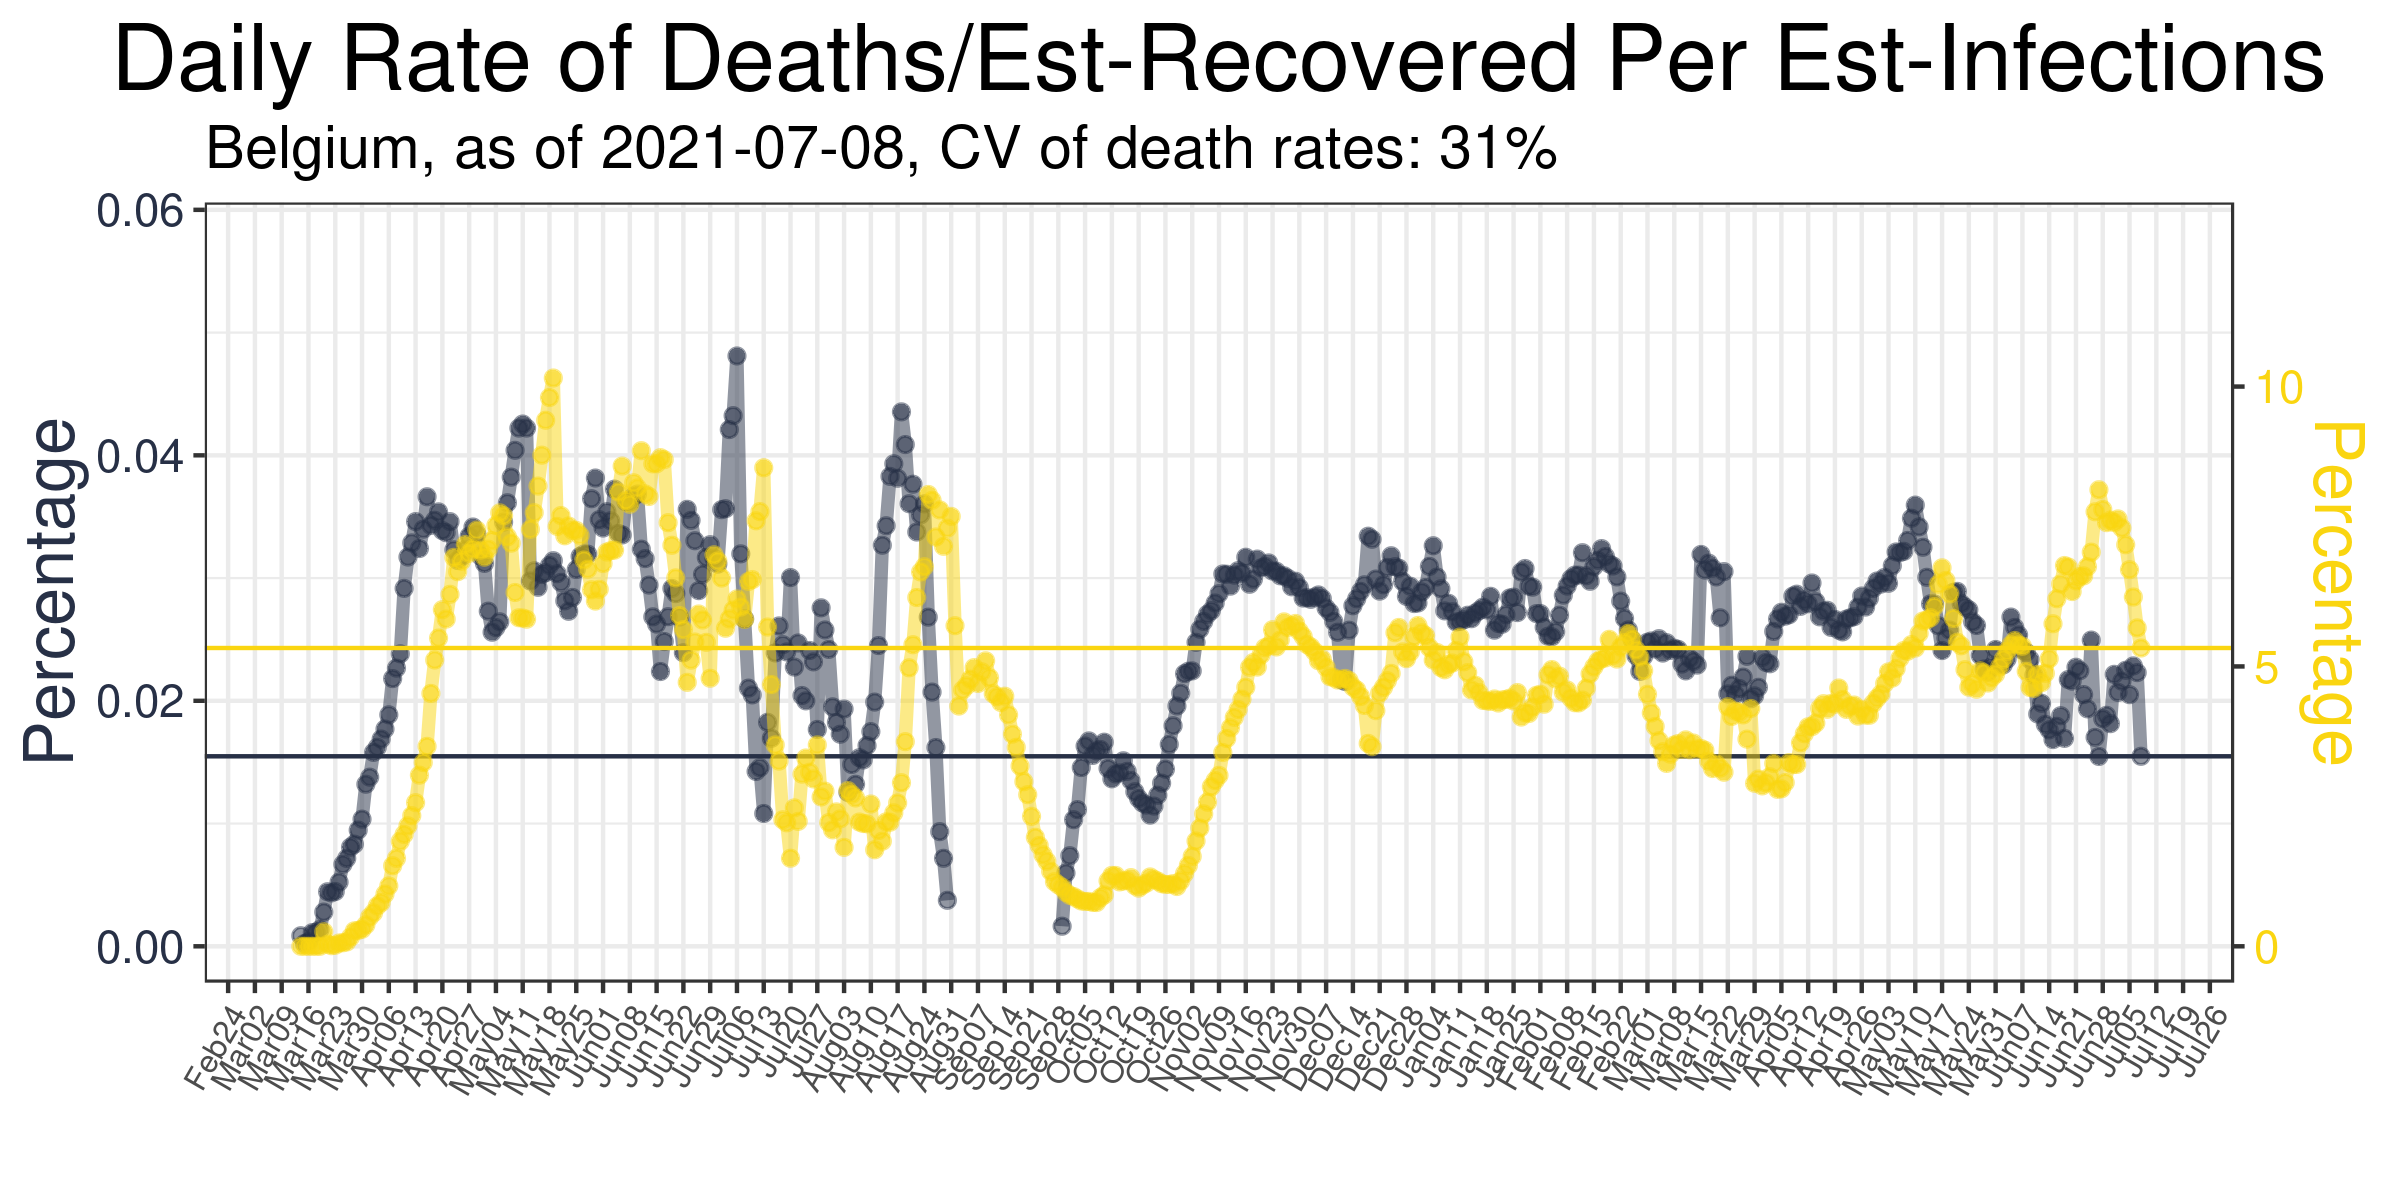 Daily Rate of Deaths/Est-Recovered Per Est-Infections
Belgium, as of 2021-07-08, CV of death rates: 31%
Percentage
0.06
0.04
0.02
0.00
10
5
0
Percentage
Feb24
Mar02
Mar09
Mar16
Mar23
Mar30
Apr06
Apr13
Apr20
Apr27
May04
May11
May18
May25
Jun01
Jun08
Jun15
Jun22
Jun29
Jul06
Jul13
Jul20
Jul27
Aug03
Aug10
Aug17
Aug24
Aug31
Sep07
Sep14
Sep21
Sep28
Oct05
Oct12
Oct19
Oct26
Nov02
Nov09
Nov16
Nov23
Nov30
Dec07
Dec14
Dec21
Dec28
Jan04
Jan11
Jan18
Jan25
Feb01
Feb08
Feb15
Feb22
Mar01
Mar08
Mar15
Mar22
Mar29
Apr05
Apr12
Apr19
Apr26
May03
May10
May17
May24
May31
Jun07
Jun14
Jun21
Jun28
Jul05
Jul12
Jul19
Jul26